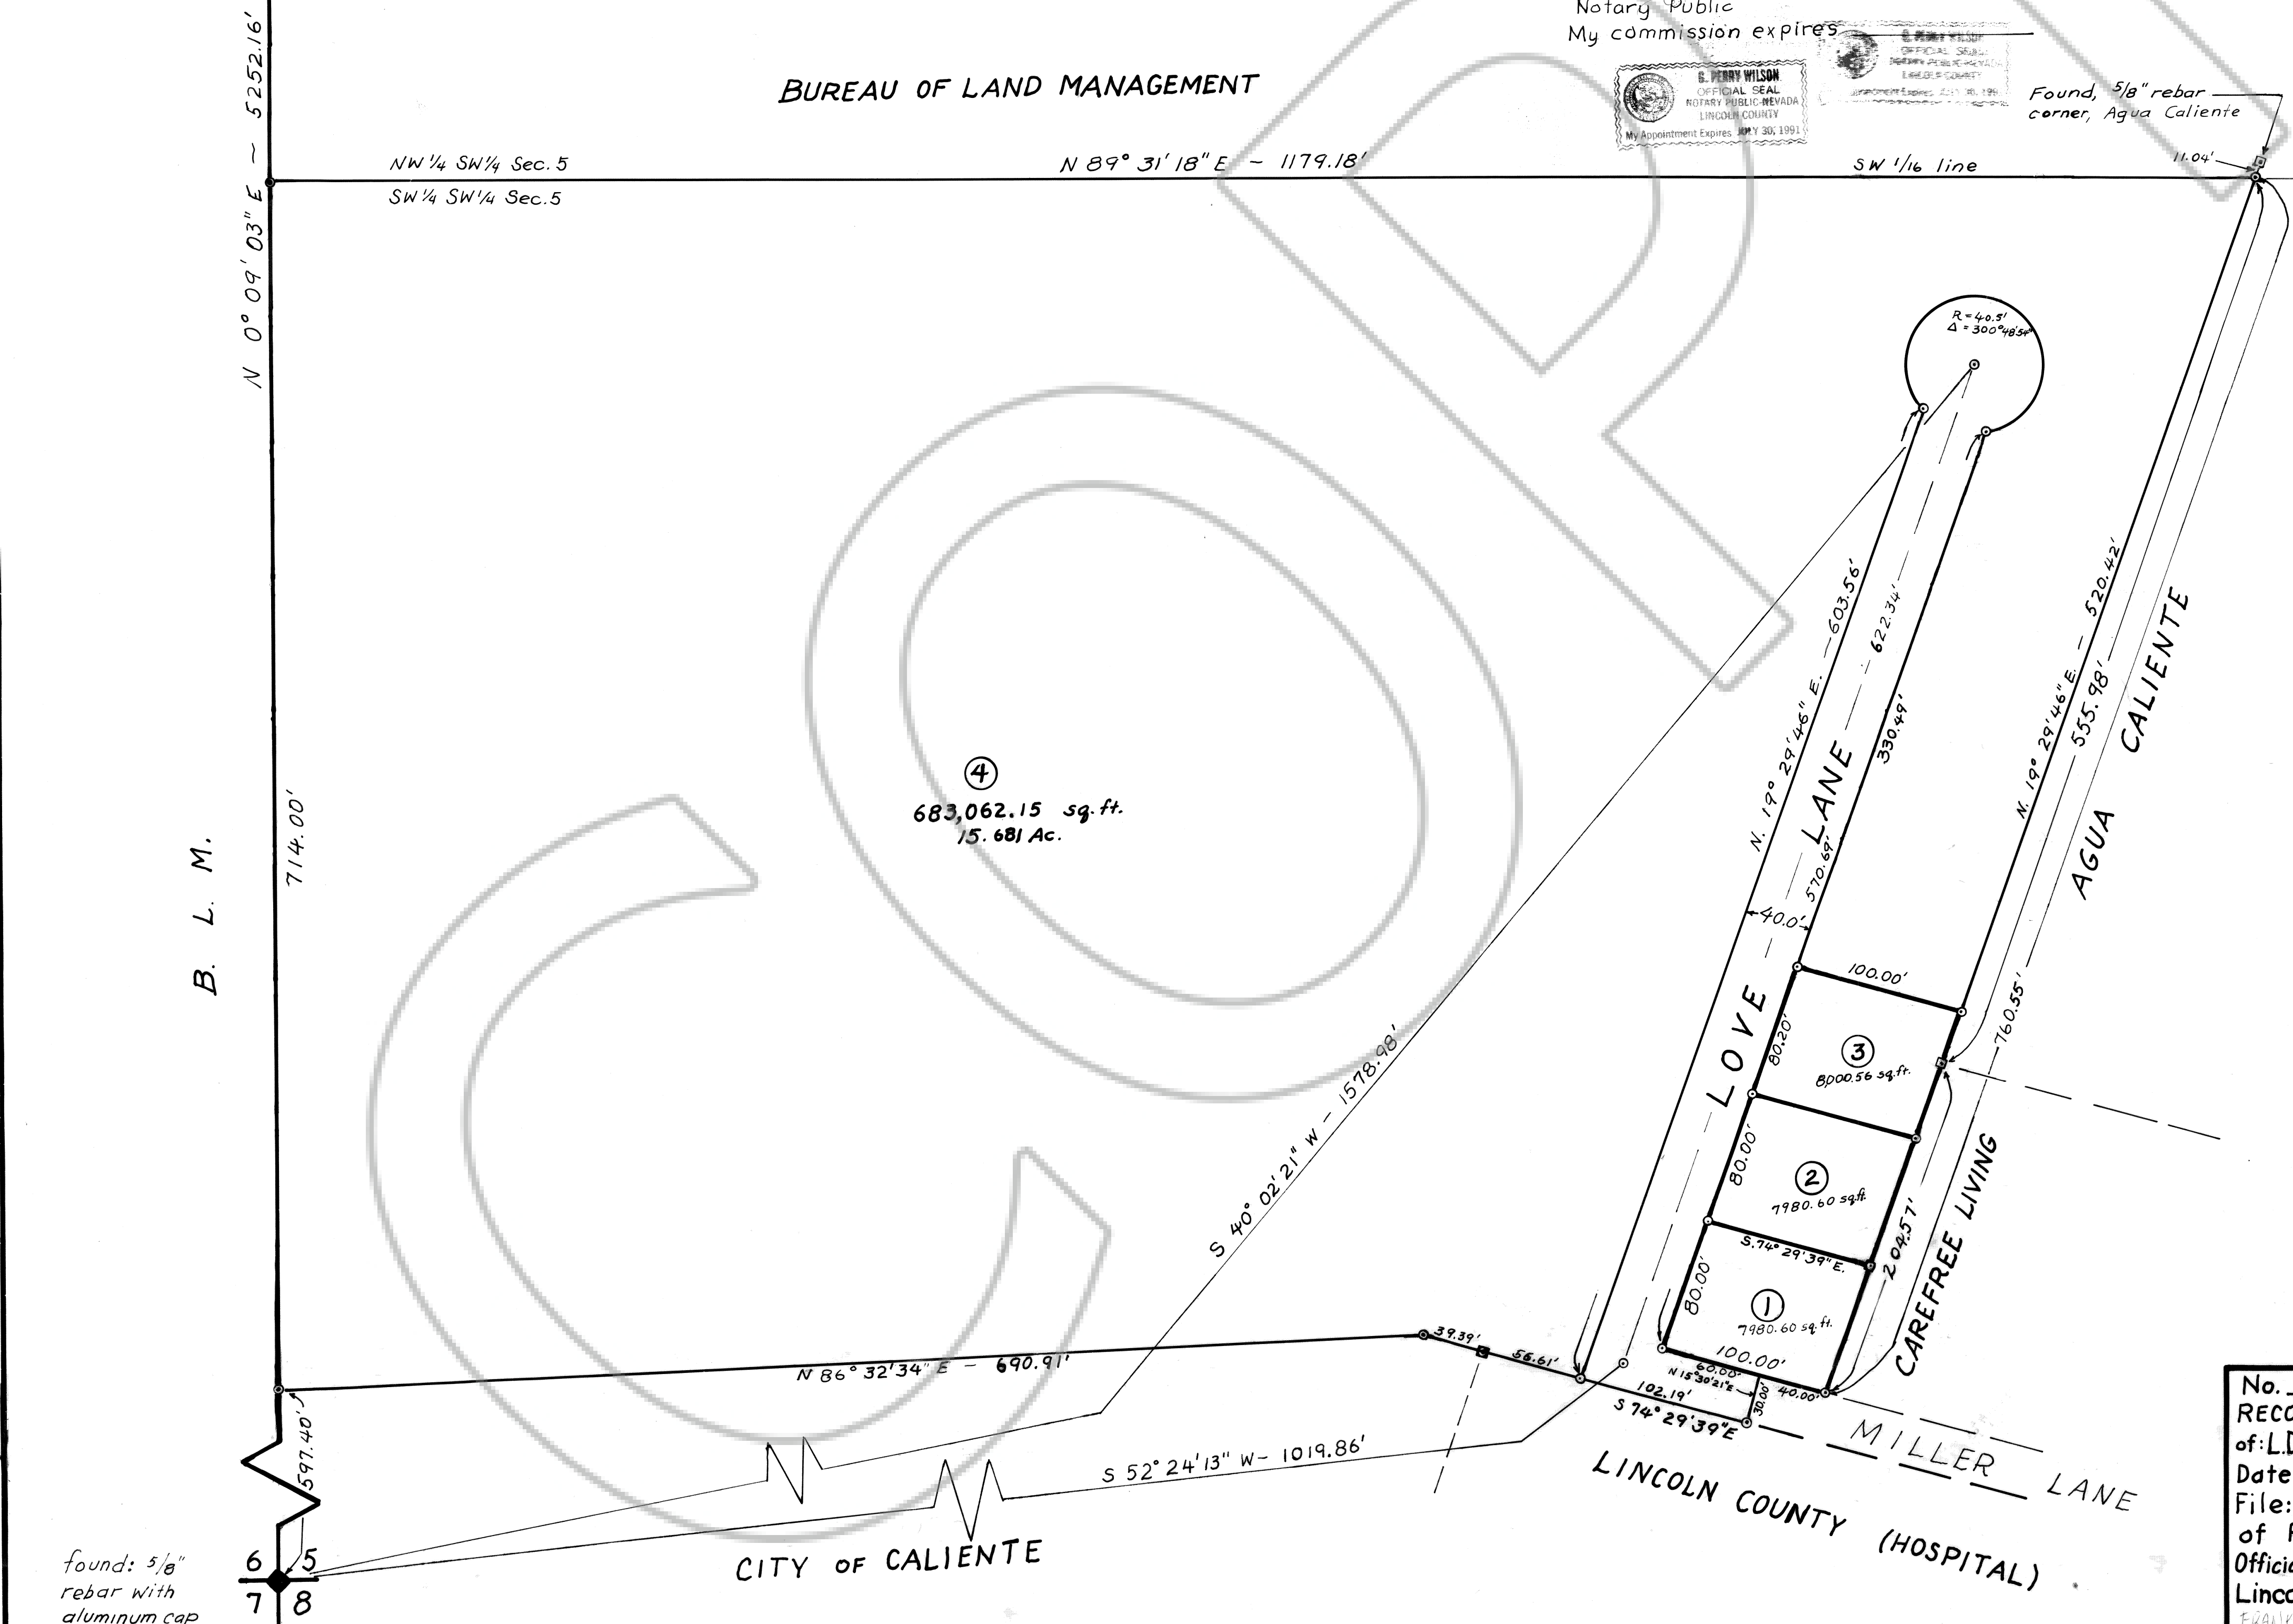 Notary Public
My commission expires
G. PERRY WILSON
OFFICIAL SEAL
NOTARY PUBLIC-NEVADA
LINCOLN COUNTY
My Appointment Expires JULY 30, 1991
Found, 5/8" rebar
corner, Agua Caliente
BUREAU OF LAND MANAGEMENT
N 0° 09' 03" E - 5252.16'
NW 1/4 SW 1/4 Sec. 5
SW 1/4 SW 1/4 Sec. 5
N 89° 31' 18" E - 1179.18'
SW 1/16 line
11.04'
R = 40.5'
Δ = 300° 48' 54"
COP
N. 19° 29' 46" E. - 603.56'
622.34'
330.49'
570.69'
40.0'
LOVE LANE
N. 19° 29' 46" E. - 520.42'
555.98'
760.55'
AGUA CALIENTE
B. L. M.
714.00'
4
683,062.15 sq. ft.
15.681 Ac.
S 40° 02' 21" W - 1578.98'
100.00'
80.20'
3
8000.56 sq. ft.
80.00'
2
7980.60 sq. ft.
S. 74° 29' 39" E.
80.00'
1
7980.60 sq. ft.
204.57'
CAREFREE LIVING
100.00'
60.00'
N 15° 30' 21" E
40.00'
30.00'
39.39'
56.61'
102.19'
S 74° 29' 39" E
N 86° 32' 34" E - 690.91'
S 52° 24' 13" W - 1019.86'
597.40'
MILLER LANE
LINCOLN COUNTY (HOSPITAL)
CITY OF CALIENTE
6 5
7 8
found: 5/8"
rebar with
aluminum cap
No.
RECO
of: L.D
Date
File:
of
Officia
Linco